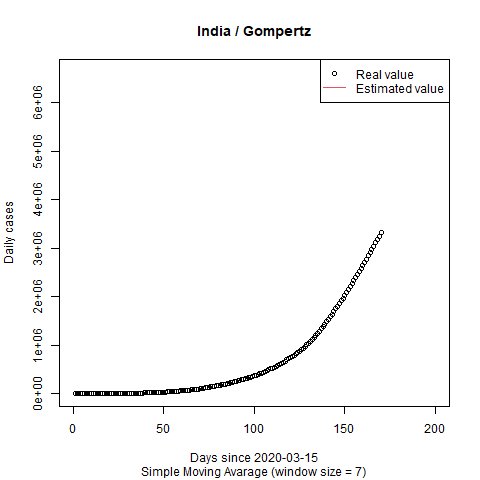 India / Gompertz
Real value
Estimated value
Daily cases
6e+06
5e+06
4e+06
3e+06
2e+06
1e+06
0e+00
0 50 100 150 200
Days since 2020-03-15
Simple Moving Avarage (window size = 7)